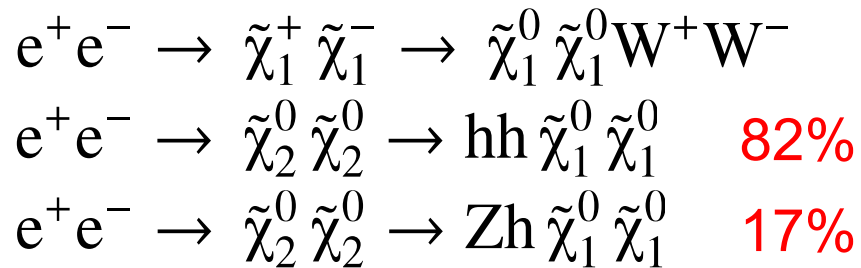 e⁺e⁻ → χ̃₁⁺ χ̃₁⁻ → χ̃₁⁰ χ̃₁⁰W⁺W⁻
e⁺e⁻ → χ̃₂⁰ χ̃₂⁰ → hh χ̃₁⁰ χ̃₁⁰ 82%
e⁺e⁻ → χ̃₂⁰ χ̃₂⁰ → Zh χ̃₁⁰ χ̃₁⁰ 17%